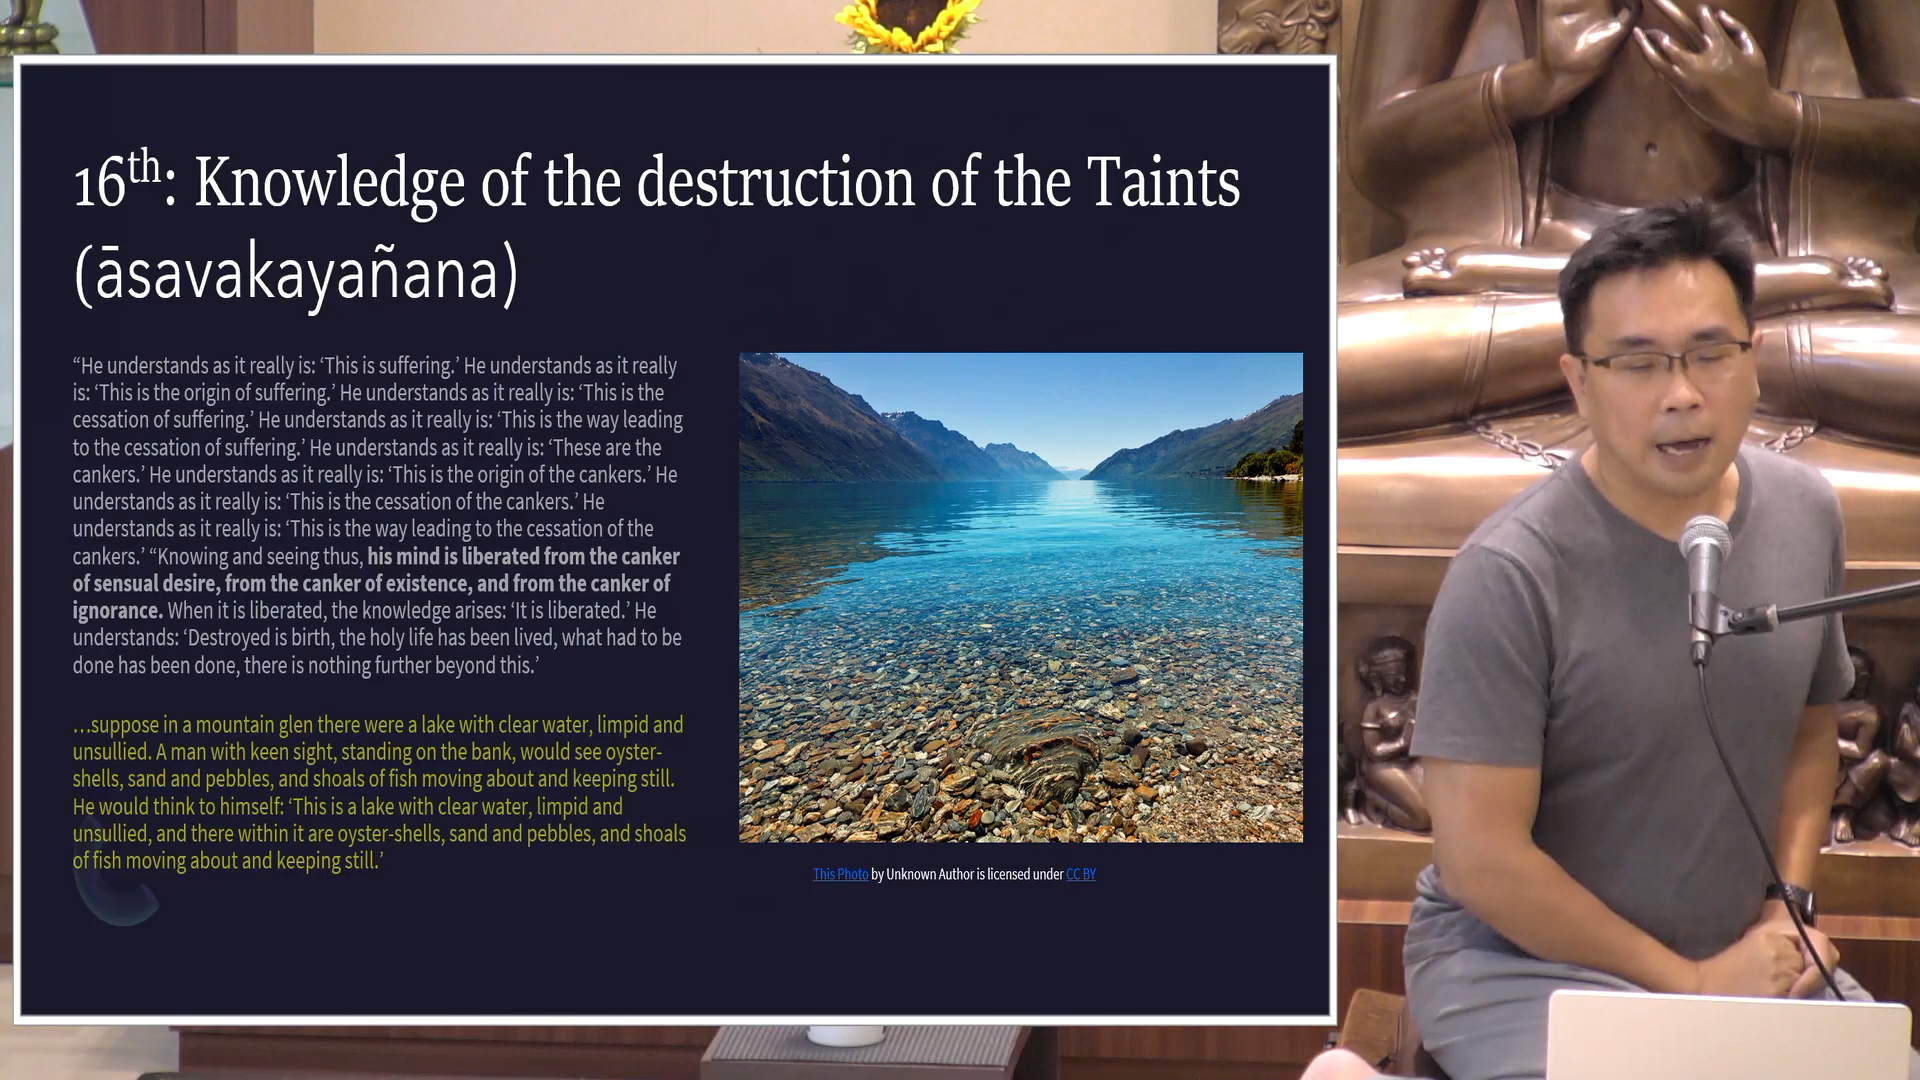 16th: Knowledge of the destruction of the Taints
(āsavakayañana)
“He understands as it really is: ‘This is suffering.’ He understands as it really
is: ‘This is the origin of suffering.’ He understands as it really is: ‘This is the
cessation of suffering.’ He understands as it really is: ‘This is the way leading
to the cessation of suffering.’ He understands as it really is: ‘These are the
cankers.’ He understands as it really is: ‘This is the origin of the cankers.’ He
understands as it really is: ‘This is the cessation of the cankers.’ He
understands as it really is: ‘This is the way leading to the cessation of the
cankers.’ “Knowing and seeing thus, his mind is liberated from the canker
of sensual desire, from the canker of existence, and from the canker of
ignorance. When it is liberated, the knowledge arises: ‘It is liberated.’ He
understands: ‘Destroyed is birth, the holy life has been lived, what had to be
done has been done, there is nothing further beyond this.’
…suppose in a mountain glen there were a lake with clear water, limpid and
unsullied. A man with keen sight, standing on the bank, would see oyster-
shells, sand and pebbles, and shoals of fish moving about and keeping still.
He would think to himself: ‘This is a lake with clear water, limpid and
unsullied, and there within it are oyster-shells, sand and pebbles, and shoals
of fish moving about and keeping still.’
This Photo by Unknown Author is licensed under CC BY